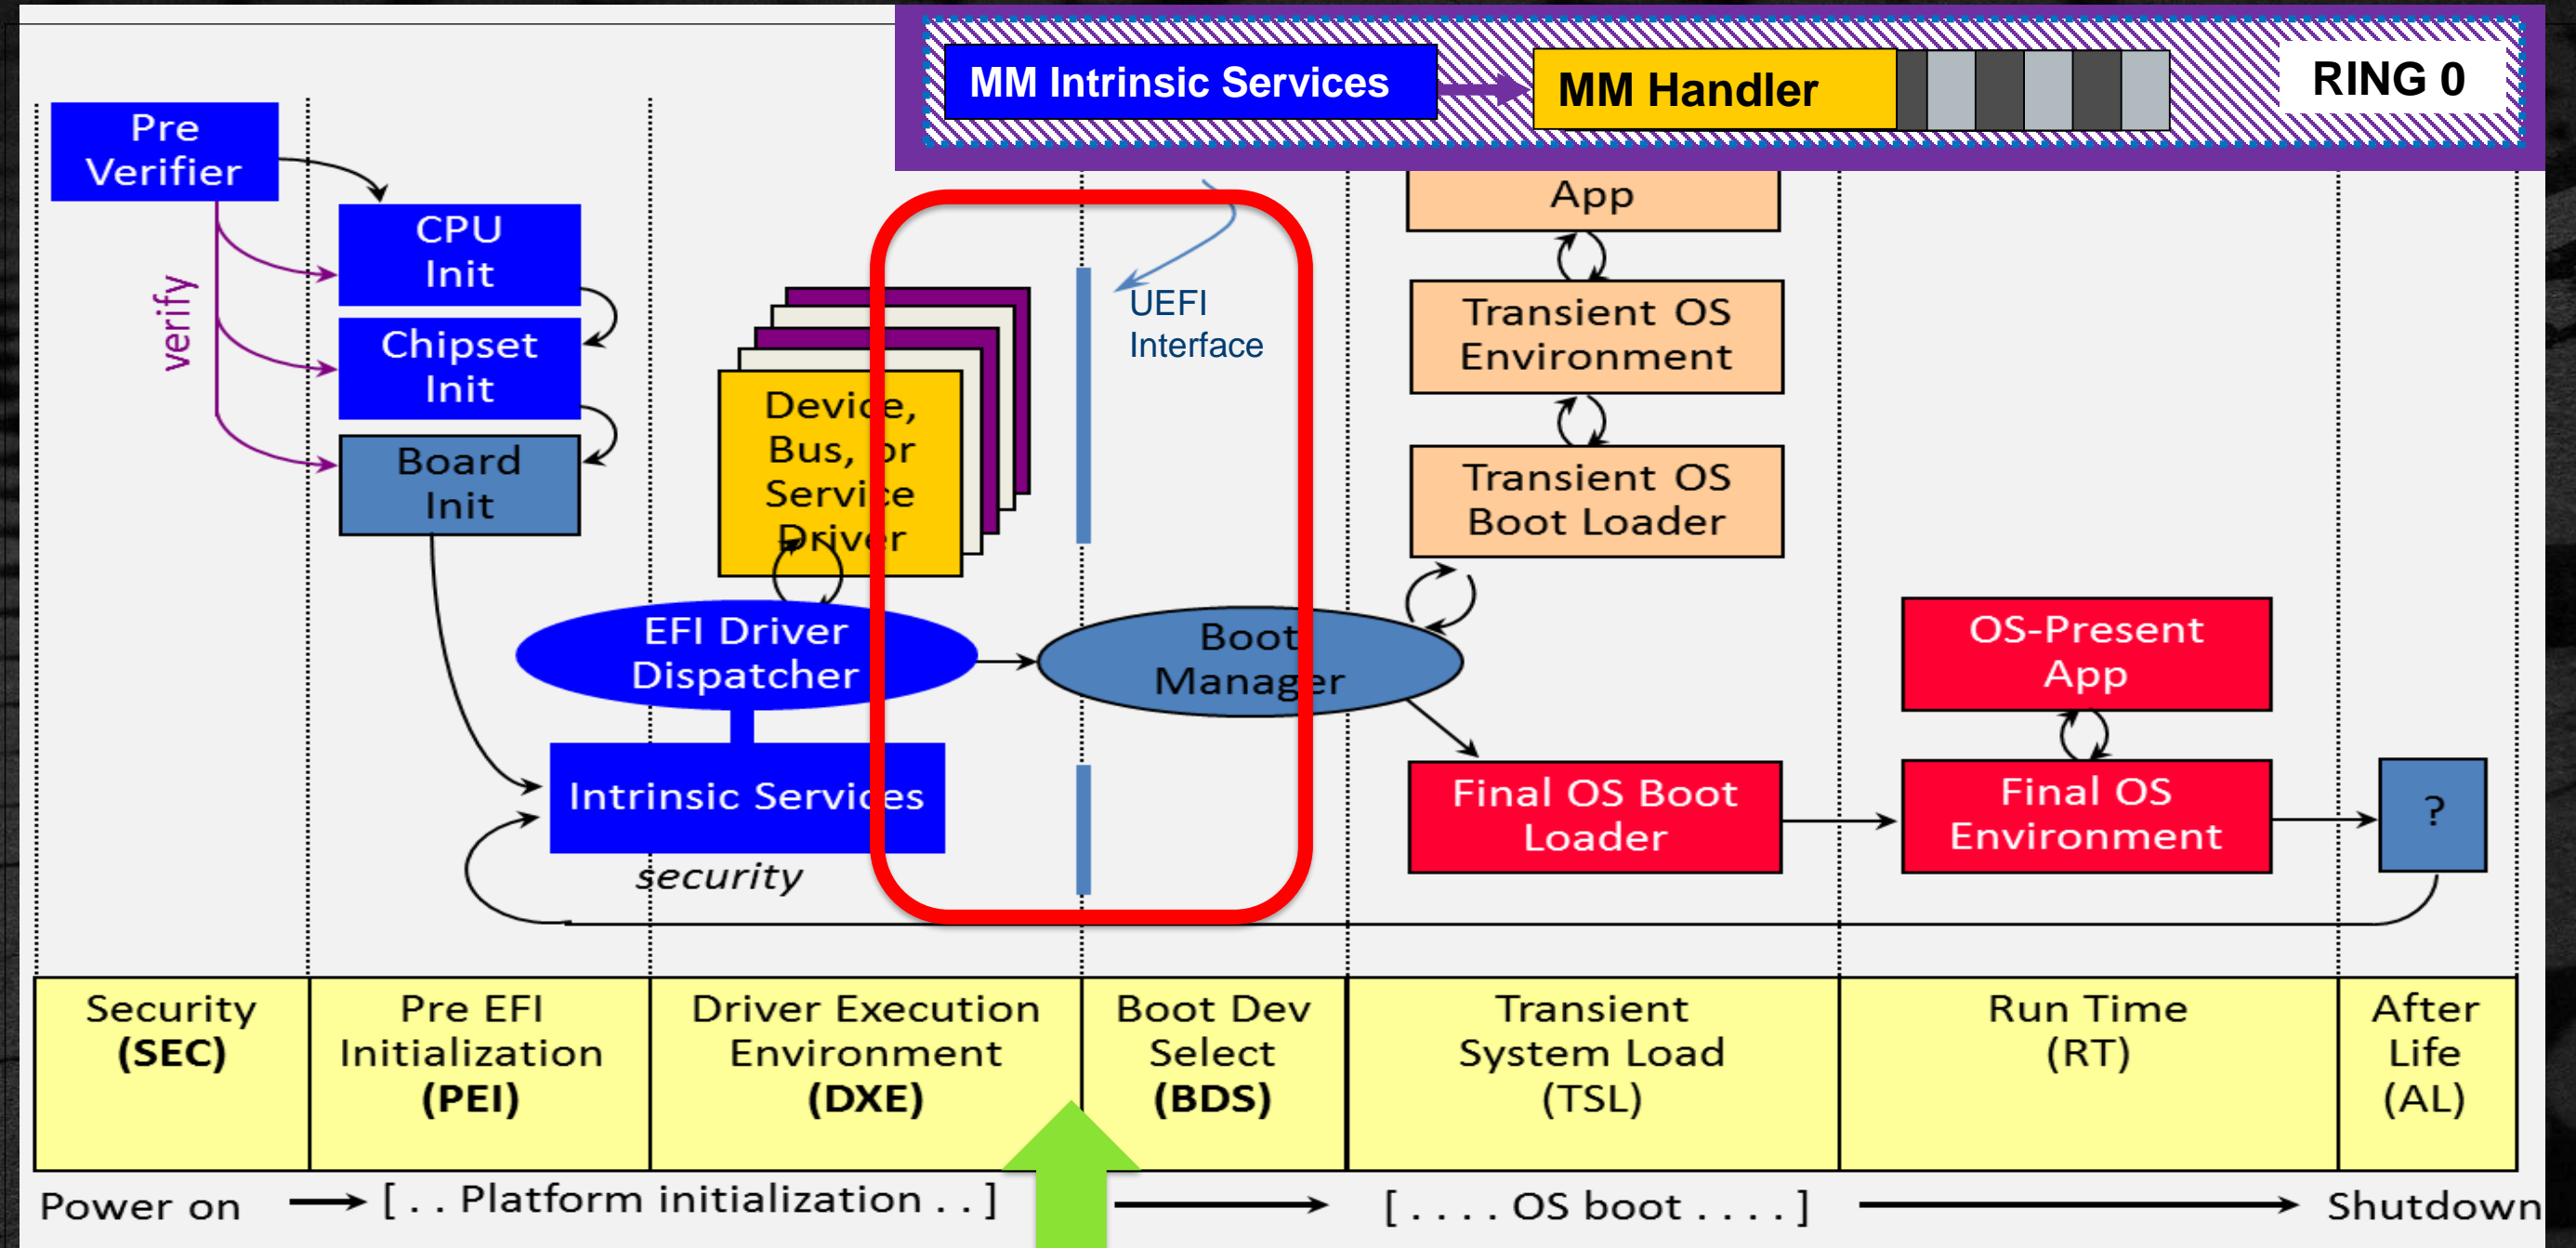 MM Intrinsic Services
MM Handler
RING 0
Pre
Verifier
verify
CPU
Init
Chipset
Init
Board
Init
Device,
Bus, or
Service
Driver
EFI Driver
Dispatcher
Intrinsic Services
security
UEFI
Interface
Boot
Manager
App
Transient OS
Environment
Transient OS
Boot Loader
Final OS Boot
Loader
OS-Present
App
Final OS
Environment
?
Security
(SEC)
Pre EFI
Initialization
(PEI)
Driver Execution
Environment
(DXE)
Boot Dev
Select
(BDS)
Transient
System Load
(TSL)
Run Time
(RT)
After
Life
(AL)
Power on
[ . . Platform initialization . . ]
[ . . . . OS boot . . . . ]
Shutdown